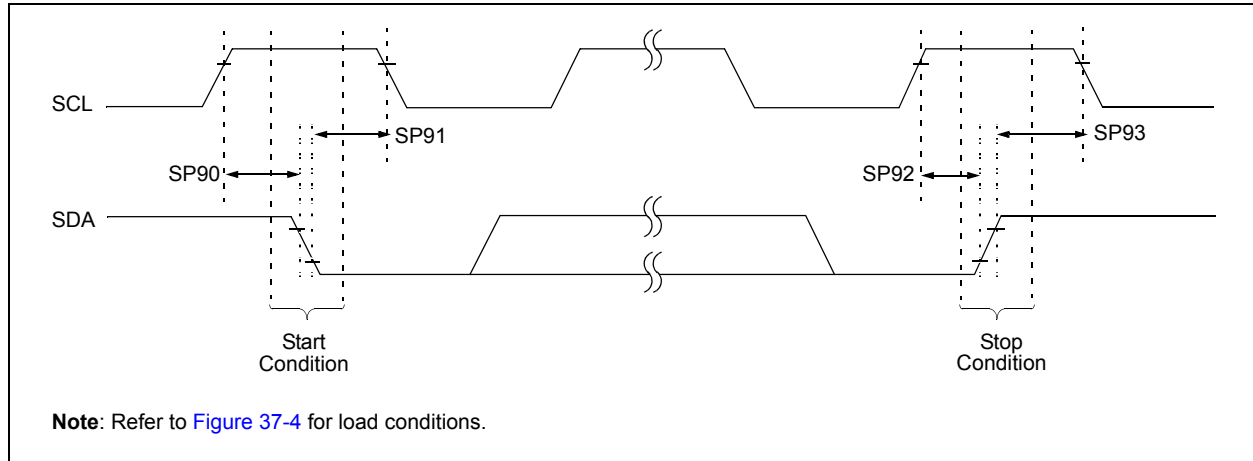 SCL
SP91
SP93
SP90
SP92
SDA
Start
Condition
Stop
Condition
Note: Refer to Figure 37-4 for load conditions.